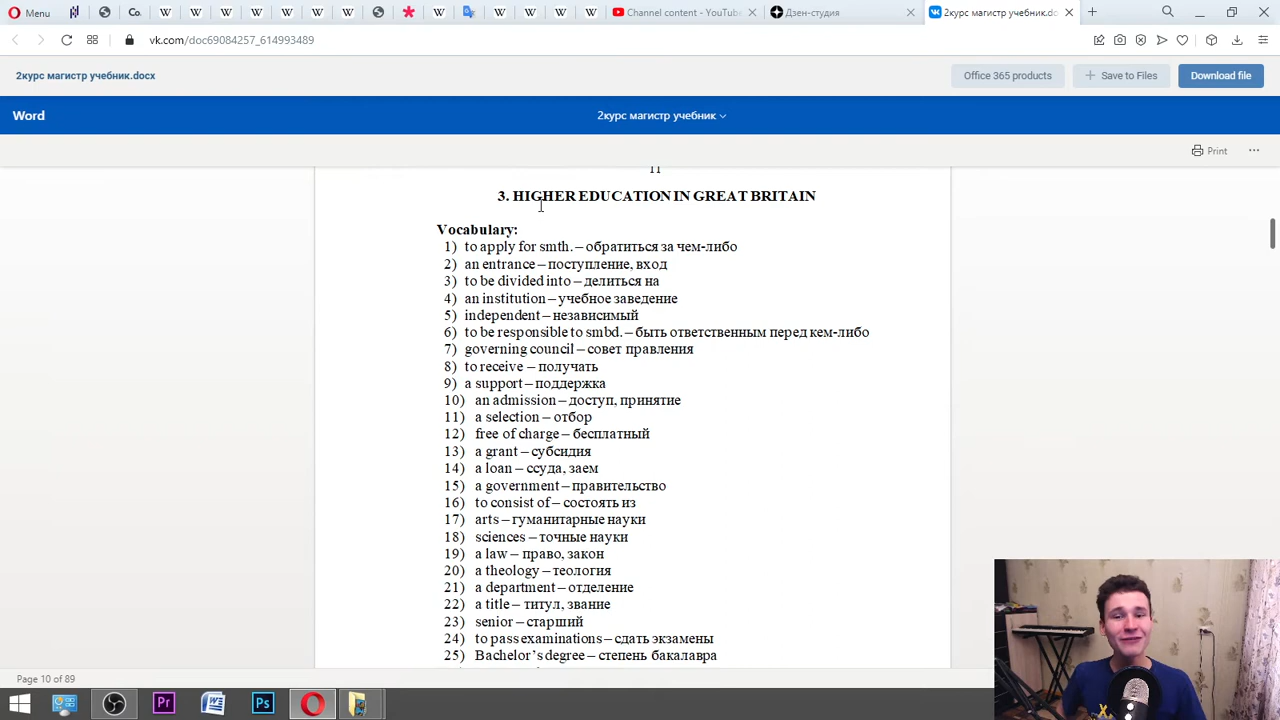 Menu
Co.
Channel content - YouTube
Дзен-студия
2курс магистр учебник.do
vk.com/doc69084257_614993489
2курс магистр учебник.docx
Office 365 products
Save to Files
Download file
Word
2курс магистр учебник
Print
11
3. HIGHER EDUCATION IN GREAT BRITAIN
Vocabulary:
1) to apply for smth. – обратиться за чем-либо
2) an entrance – поступление, вход
3) to be divided into – делиться на
4) an institution – учебное заведение
5) independent – независимый
6) to be responsible to smbd. – быть ответственным перед кем-либо
7) governing council – совет правления
8) to receive – получать
9) a support – поддержка
10) an admission – доступ, принятие
11) a selection – отбор
12) free of charge – бесплатный
13) a grant – субсидия
14) a loan – ссуда, заем
15) a government – правительство
16) to consist of – состоять из
17) arts – гуманитарные науки
18) sciences – точные науки
19) a law – право, закон
20) a theology – теология
21) a department – отделение
22) a title – титул, звание
23) senior – старший
24) to pass examinations – сдать экзамены
25) Bachelor's degree – степень бакалавра
Page 10 of 89
Pr
Ps